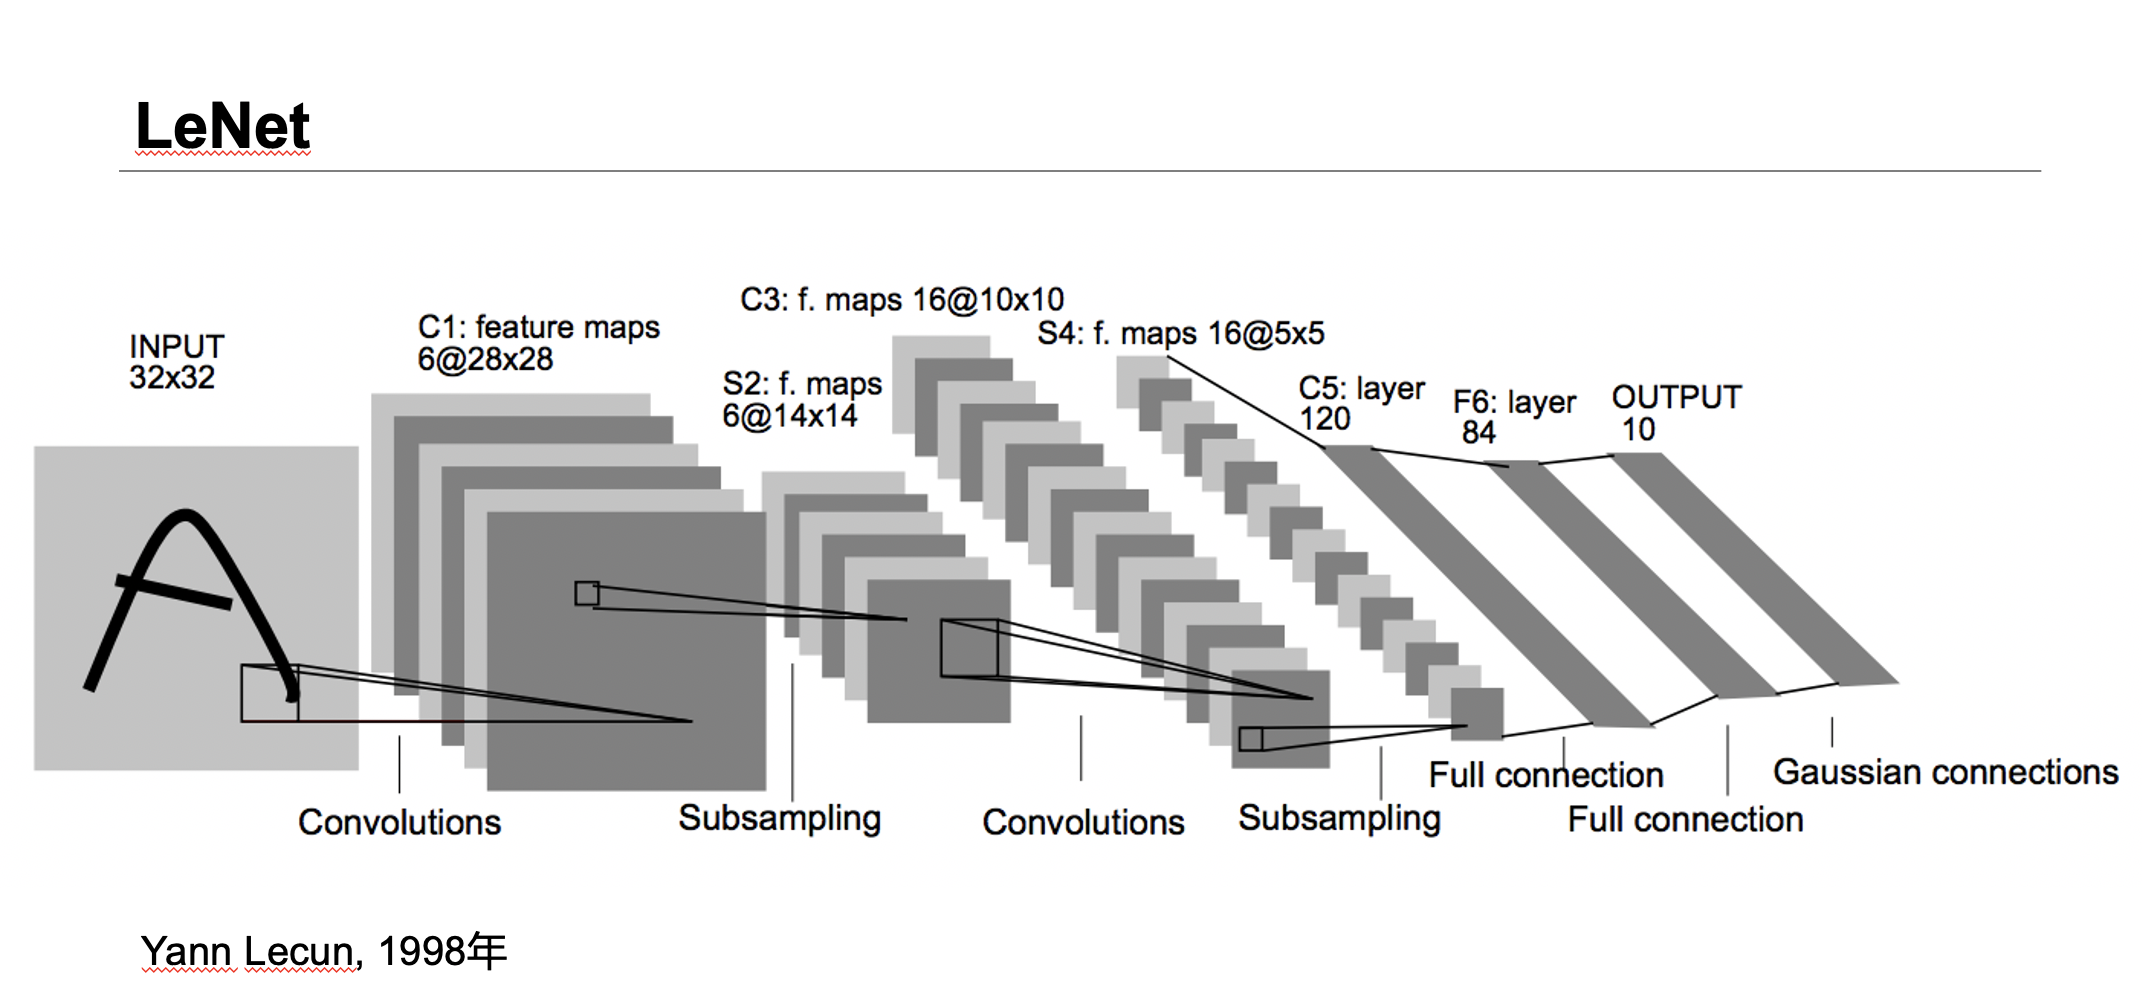 LeNet
INPUT
32x32
C1: feature maps
6@28x28
S2: f. maps
6@14x14
C3: f. maps 16@10x10
S4: f. maps 16@5x5
C5: layer
120
F6: layer
84
OUTPUT
10
Convolutions
Subsampling
Convolutions
Subsampling
Full connection
Full connection
Gaussian connections
Yann Lecun, 1998年